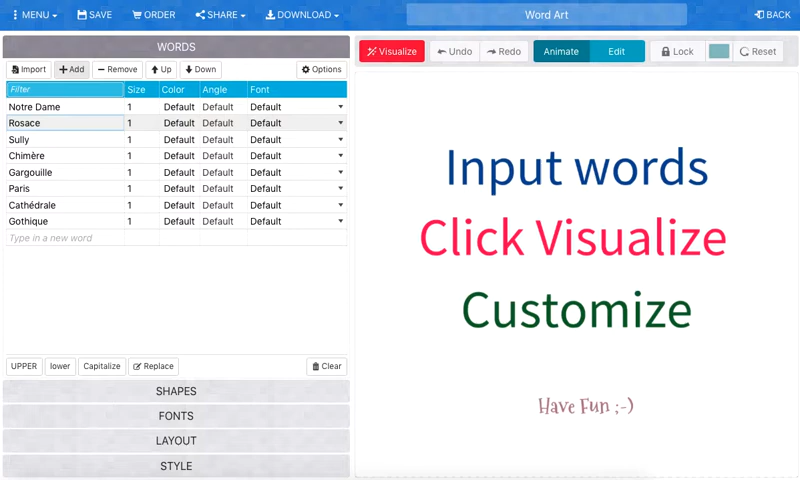 MENU SAVE ORDER SHARE DOWNLOAD Word Art BACK
WORDS
Visualize Undo Redo Animate Edit Lock Reset
Import Add Remove Up Down Options
Filter Size Color Angle Font
Notre Dame 1 Default Default Default
Rosace 1 Default Default Default
Sully 1 Default Default Default
Chimère 1 Default Default Default
Gargouille 1 Default Default Default
Paris 1 Default Default Default
Cathédrale 1 Default Default Default
Gothique 1 Default Default Default
Type in a new word
UPPER lower Capitalize Replace Clear
SHAPES
FONTS
LAYOUT
STYLE
Input words
Click Visualize
Customize
Have Fun ;-)